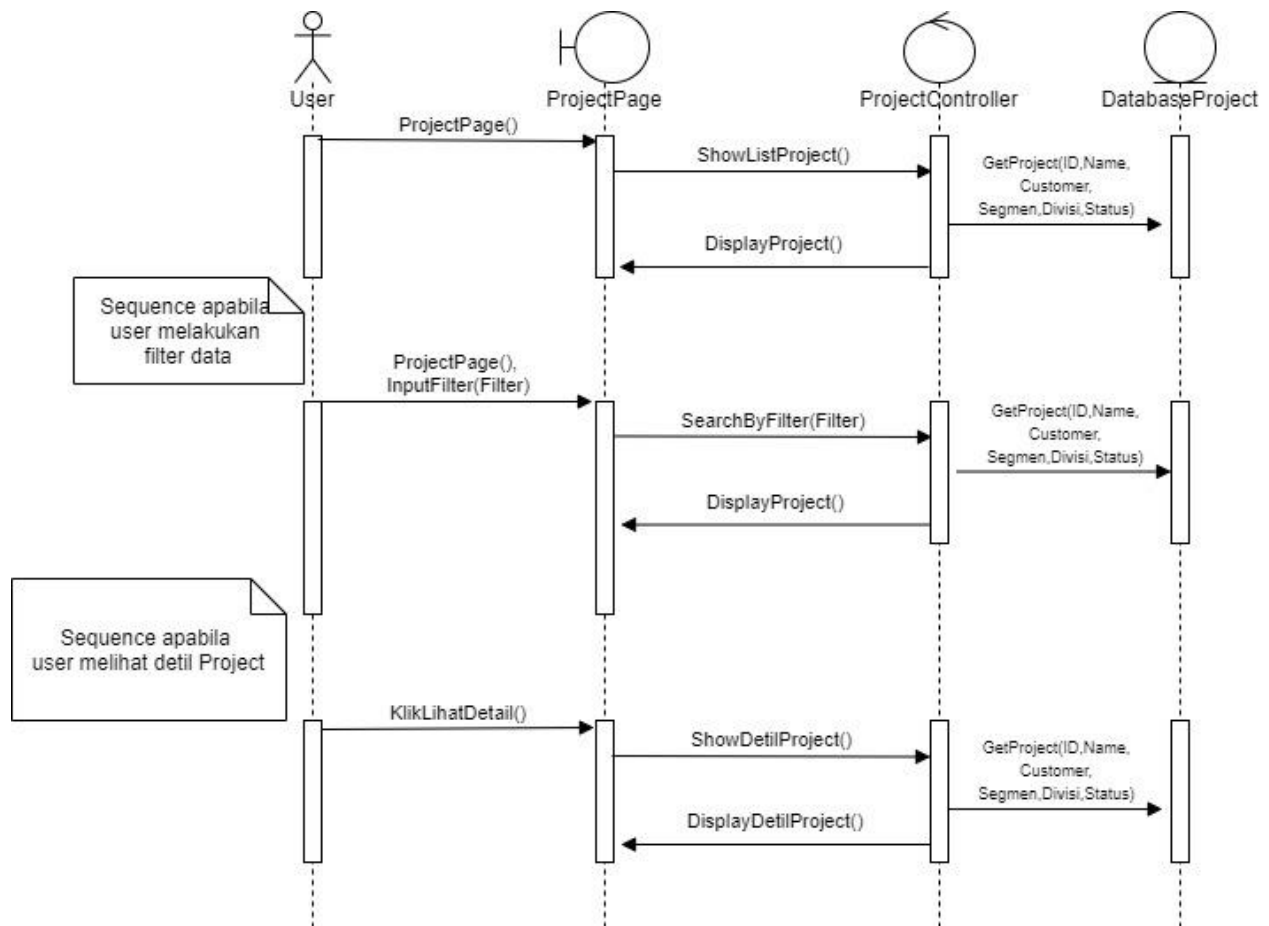 User
ProjectPage
ProjectController
DatabaseProject
ProjectPage()
ShowListProject()
GetProject(ID,Name,
Customer,
Segmen,Divisi,Status)
DisplayProject()
Sequence apabila
user melakukan
filter data
ProjectPage(),
InputFilter(Filter)
SearchByFilter(Filter)
GetProject(ID,Name,
Customer,
Segmen,Divisi,Status)
DisplayProject()
Sequence apabila
user melihat detil Project
KlikLihatDetail()
ShowDetilProject()
GetProject(ID,Name,
Customer,
Segmen,Divisi,Status)
DisplayDetilProject()